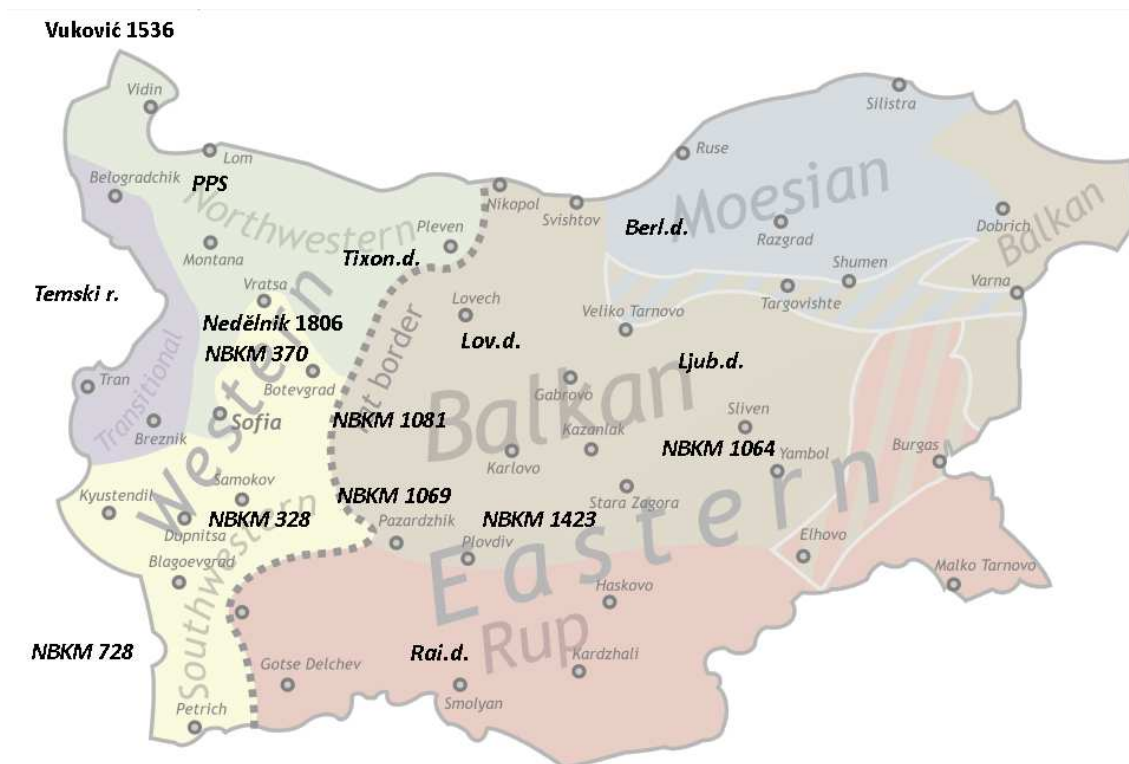 Vuković 1536
Vidin
Silistra
Lom
Ruse
Belogradchik
PPS
Nikopol
Svishtov
Northwestern
Moesian
Pleven
Berl.d.
Razgrad
Dobrich
Balkan
Montana
Tixon.d.
Shumen
Varna
Temski r.
Vratsa
Targovishte
Lovech
Veliko Tarnovo
Nedělnik 1806
Lov.d.
NBKM 370
Ljub.d.
Transitional
Western
Botevgrad
yat border
Tran
Gabrovo
Balkan
Sofia
NBKM 1081
Sliven
Breznik
Kazanlak
NBKM 1064
Yambol
Burgas
Karlovo
Samokov
Kyustendil
NBKM 1069
Stara Zagora
NBKM 328
NBKM 1423
Dupnitsa
Pazardzhik
Plovdiv
Eastern
Elhovo
Blagoevgrad
Malko Tarnovo
Southwestern
Haskovo
Rup
NBKM 728
Rai.d.
Gotse Delchev
Kardzhali
Smolyan
Petrich